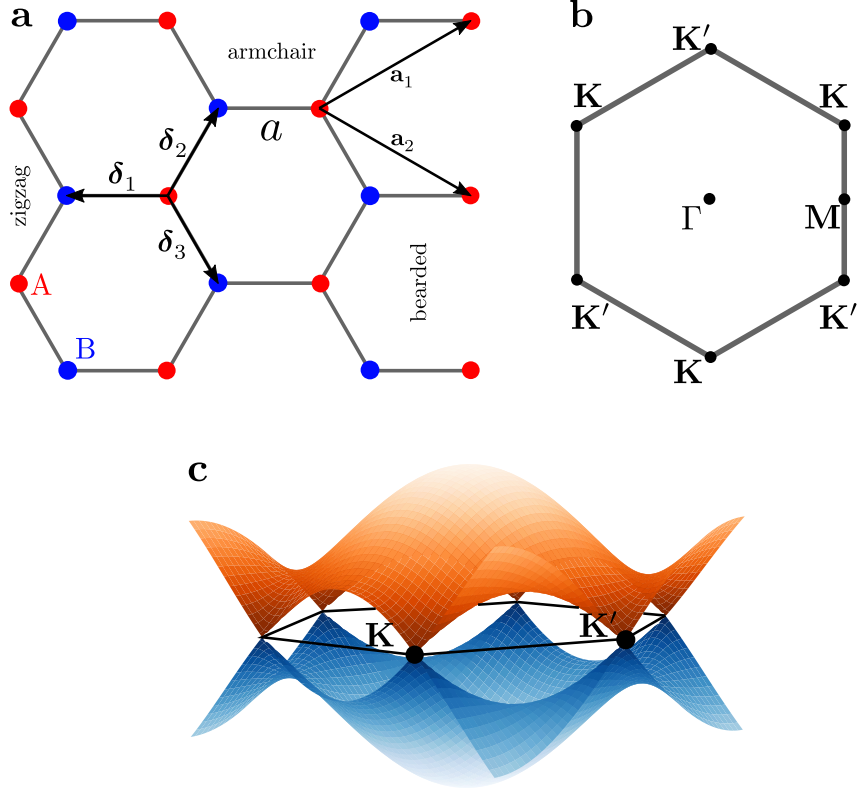 a
armchair
a₁
a
a₂
δ₂
δ₁
zigzag
δ₃
bearded
A
B
b
K′
K
K
Γ
M
K′
K′
K
c
K
K′